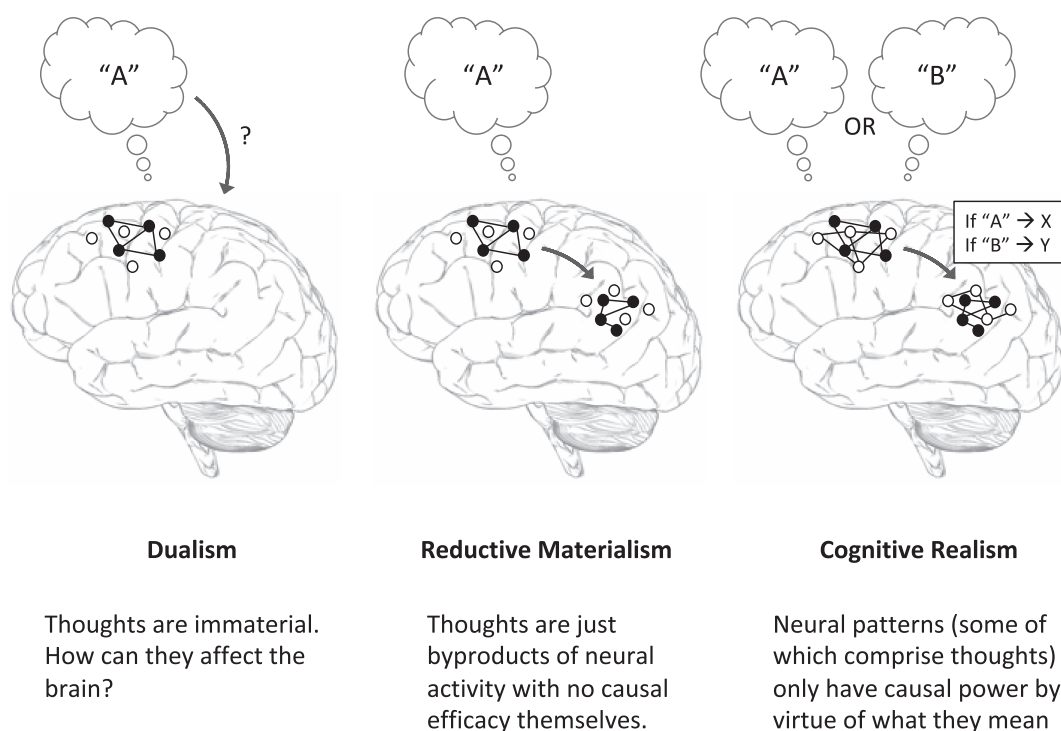 “A”
?
“A”
“A”
OR
“B”
If “A” → X
If “B” → Y
Dualism
Thoughts are immaterial.
How can they affect the
brain?
Reductive Materialism
Thoughts are just
byproducts of neural
activity with no causal
efficacy themselves.
Cognitive Realism
Neural patterns (some of
which comprise thoughts)
only have causal power by
virtue of what they mean